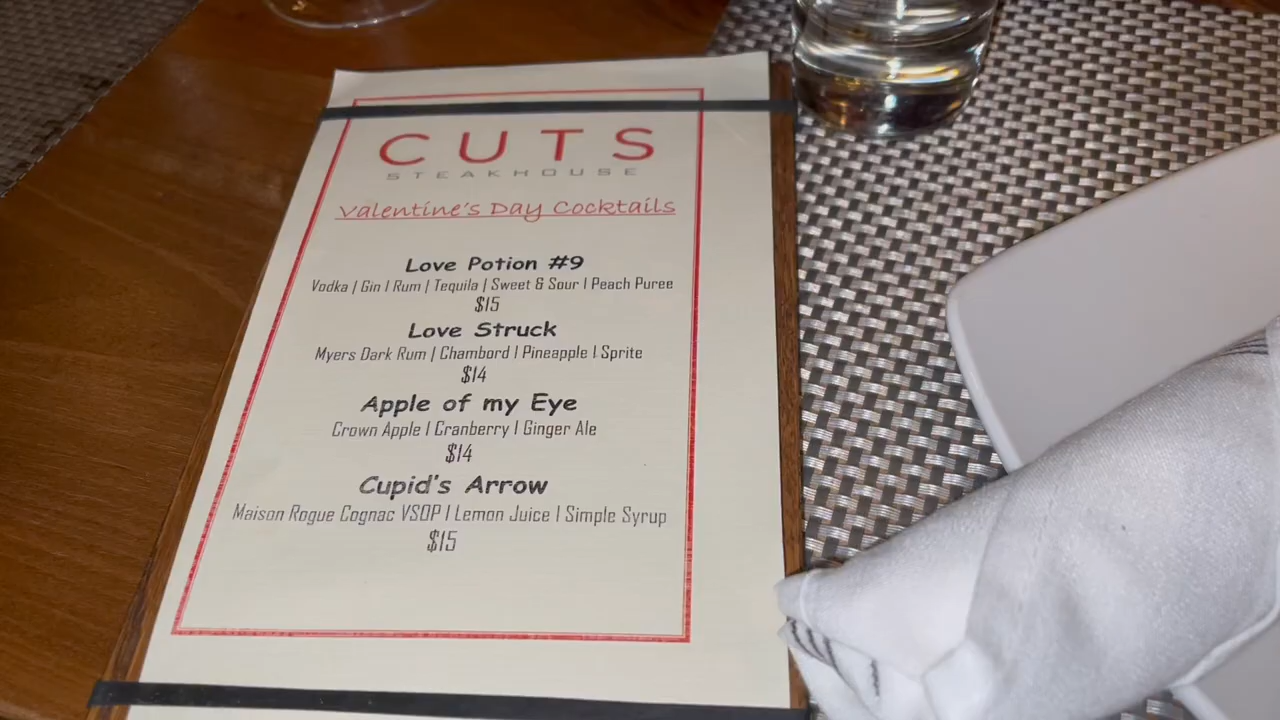 CUTS
STEAKHOUSE
Valentine's Day Cocktails
Love Potion #9
Vodka | Gin | Rum | Tequila | Sweet & Sour | Peach Puree
$15
Love Struck
Myers Dark Rum | Chambord | Pineapple | Sprite
$14
Apple of my Eye
Crown Apple | Cranberry | Ginger Ale
$14
Cupid's Arrow
Maison Rogue Cognac VSOP | Lemon Juice | Simple Syrup
$15